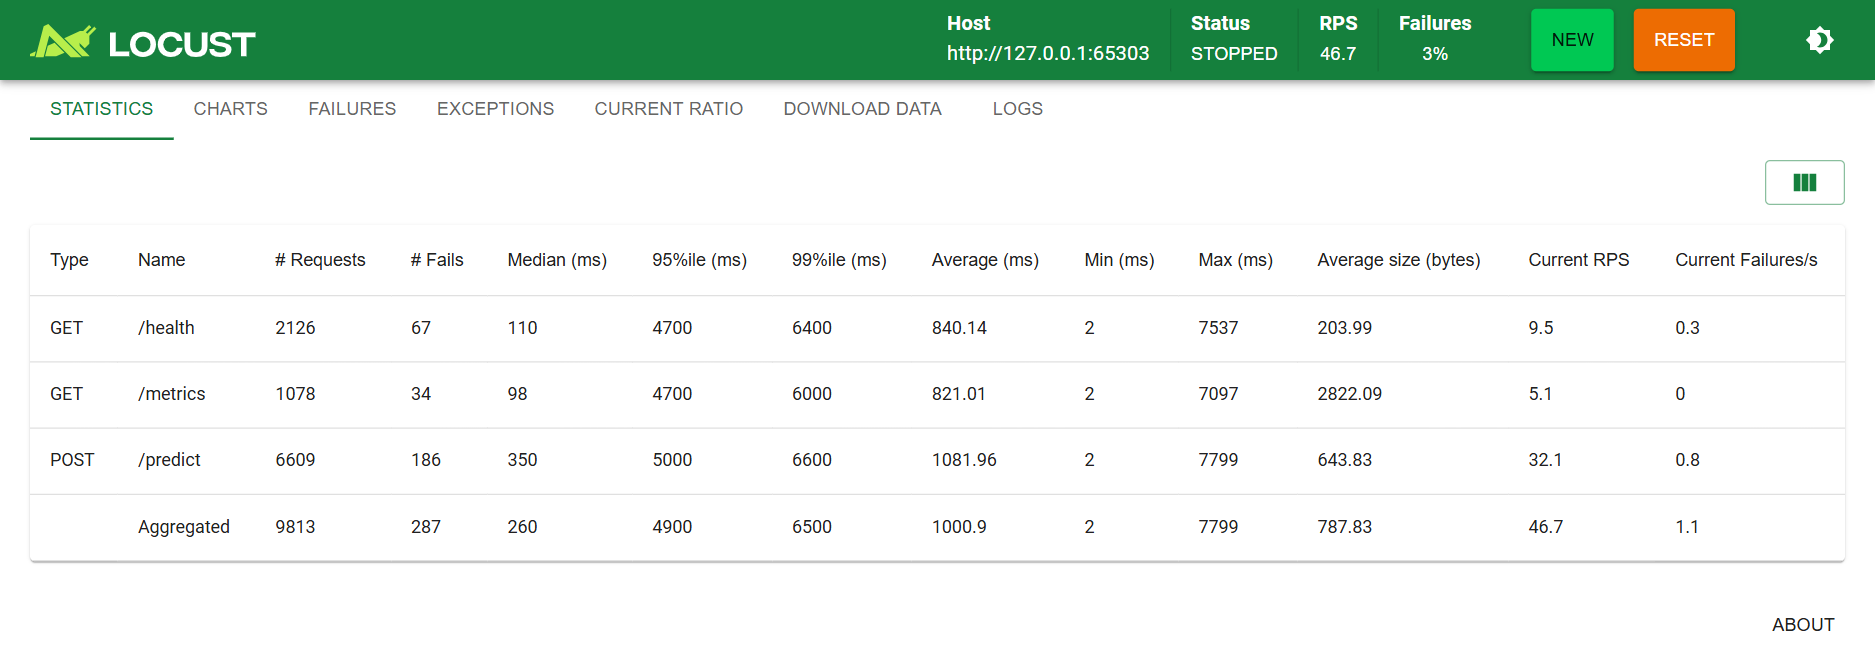 LOCUST
Host
http://127.0.0.1:65303
Status
STOPPED
RPS
46.7
Failures
3%
NEW
RESET
STATISTICS CHARTS FAILURES EXCEPTIONS CURRENT RATIO DOWNLOAD DATA LOGS
Type Name # Requests # Fails Median (ms) 95%ile (ms) 99%ile (ms) Average (ms) Min (ms) Max (ms) Average size (bytes) Current RPS Current Failures/s
GET /health 2126 67 110 4700 6400 840.14 2 7537 203.99 9.5 0.3
GET /metrics 1078 34 98 4700 6000 821.01 2 7097 2822.09 5.1 0
POST /predict 6609 186 350 5000 6600 1081.96 2 7799 643.83 32.1 0.8
Aggregated 9813 287 260 4900 6500 1000.9 2 7799 787.83 46.7 1.1
ABOUT